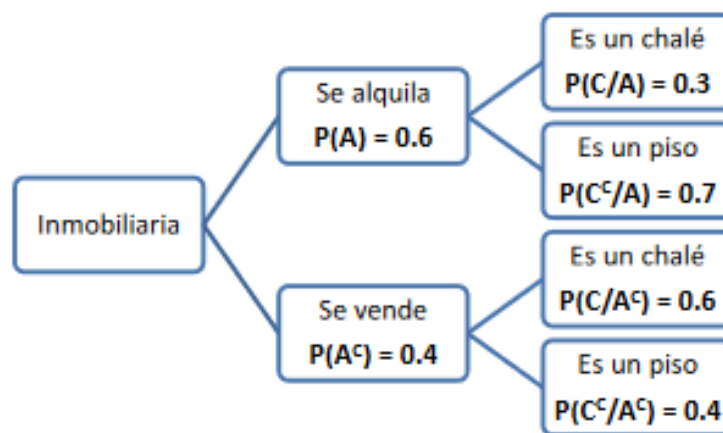 Inmobiliaria
Se alquila
P(A) = 0.6
Es un chalé
P(C/A) = 0.3
Es un piso
P(Cᶜ/A) = 0.7
Se vende
P(Aᶜ) = 0.4
Es un chalé
P(C/Aᶜ) = 0.6
Es un piso
P(Cᶜ/Aᶜ) = 0.4